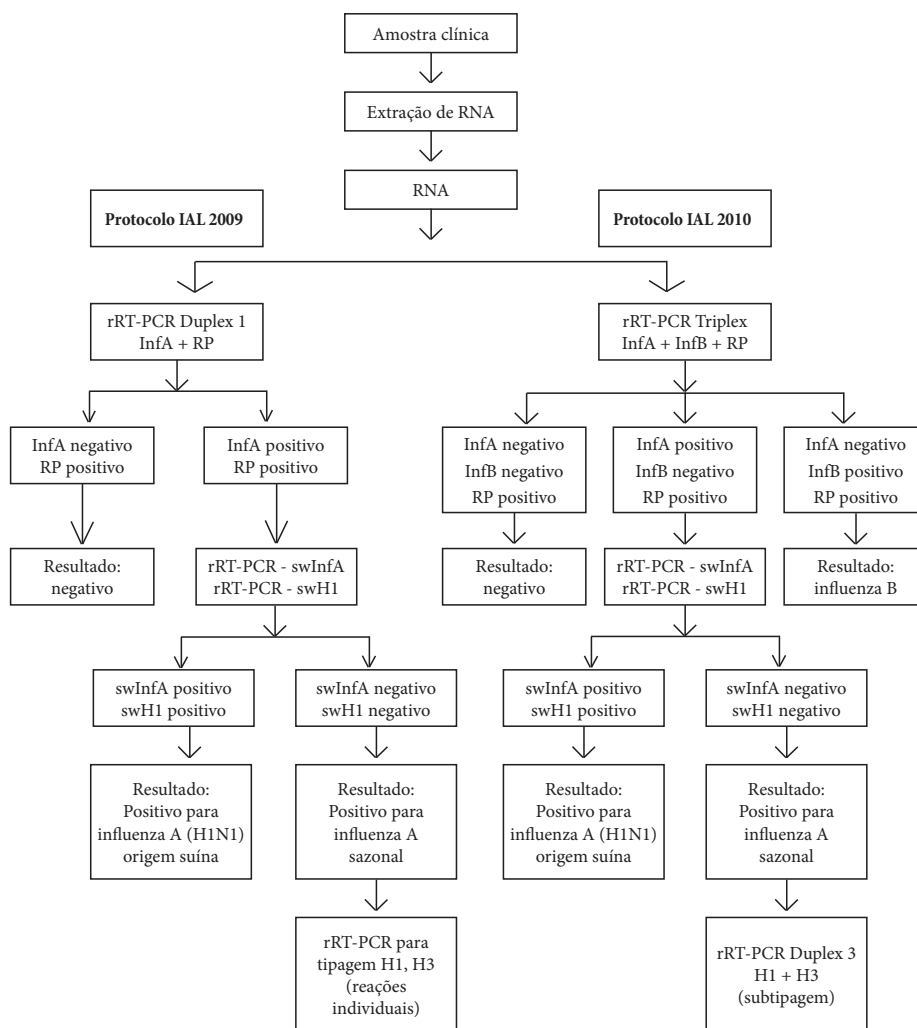 Amostra clínica
Extração de RNA
RNA
Protocolo IAL 2009
Protocolo IAL 2010
rRT-PCR Duplex 1
InfA + RP
rRT-PCR Triplex
InfA + InfB + RP
InfA negativo
RP positivo
InfA positivo
RP positivo
InfA negativo
InfB negativo
RP positivo
InfA positivo
InfB negativo
RP positivo
InfA negativo
InfB positivo
RP positivo
Resultado:
negativo
rRT-PCR - swInfA
rRT-PCR - swH1
Resultado:
negativo
rRT-PCR - swInfA
rRT-PCR - swH1
Resultado:
influenza B
swInfA positivo
swH1 positivo
swInfA negativo
swH1 negativo
swInfA positivo
swH1 positivo
swInfA negativo
swH1 negativo
Resultado:
Positivo para
influenza A (H1N1)
origem suína
Resultado:
Positivo para
influenza A
sazonal
Resultado:
Positivo para
influenza A (H1N1)
origem suína
Resultado:
Positivo para
influenza A
sazonal
rRT-PCR para
tipagem H1, H3
(reações
individuais)
rRT-PCR Duplex 3
H1 + H3
(subtipagem)